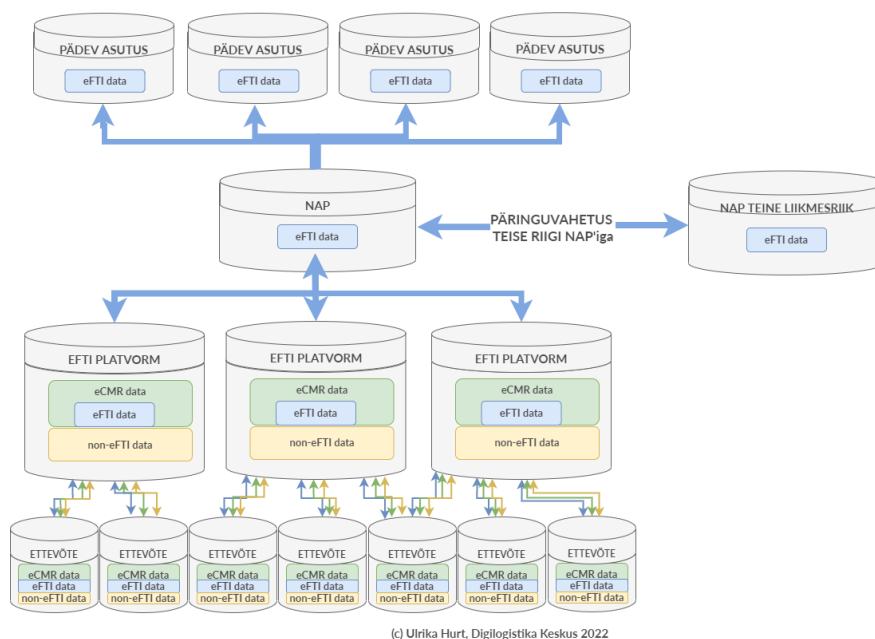 PÄDEV ASUTUS
eFTI data
PÄDEV ASUTUS
eFTI data
PÄDEV ASUTUS
eFTI data
PÄDEV ASUTUS
eFTI data
NAP
eFTI data
PÄRINGUVAHETUS
TEISE RIIGI NAP'iga
NAP TEINE LIIKMESRIIK
eFTI data
EFTI PLATVORM
eCMR data
eFTI data
non-eFTI data
EFTI PLATVORM
eCMR data
eFTI data
non-eFTI data
EFTI PLATVORM
eCMR data
eFTI data
non-eFTI data
ETTEVÕTE
eCMR data
eFTI data
non-eFTI data
ETTEVÕTE
eCMR data
eFTI data
non-eFTI data
ETTEVÕTE
eCMR data
eFTI data
non-eFTI data
ETTEVÕTE
eCMR data
eFTI data
non-eFTI data
ETTEVÕTE
eCMR data
eFTI data
non-eFTI data
ETTEVÕTE
eCMR data
eFTI data
non-eFTI data
ETTEVÕTE
eCMR data
eFTI data
non-eFTI data
(c) Ulrika Hurt, Digilogistika Keskus 2022